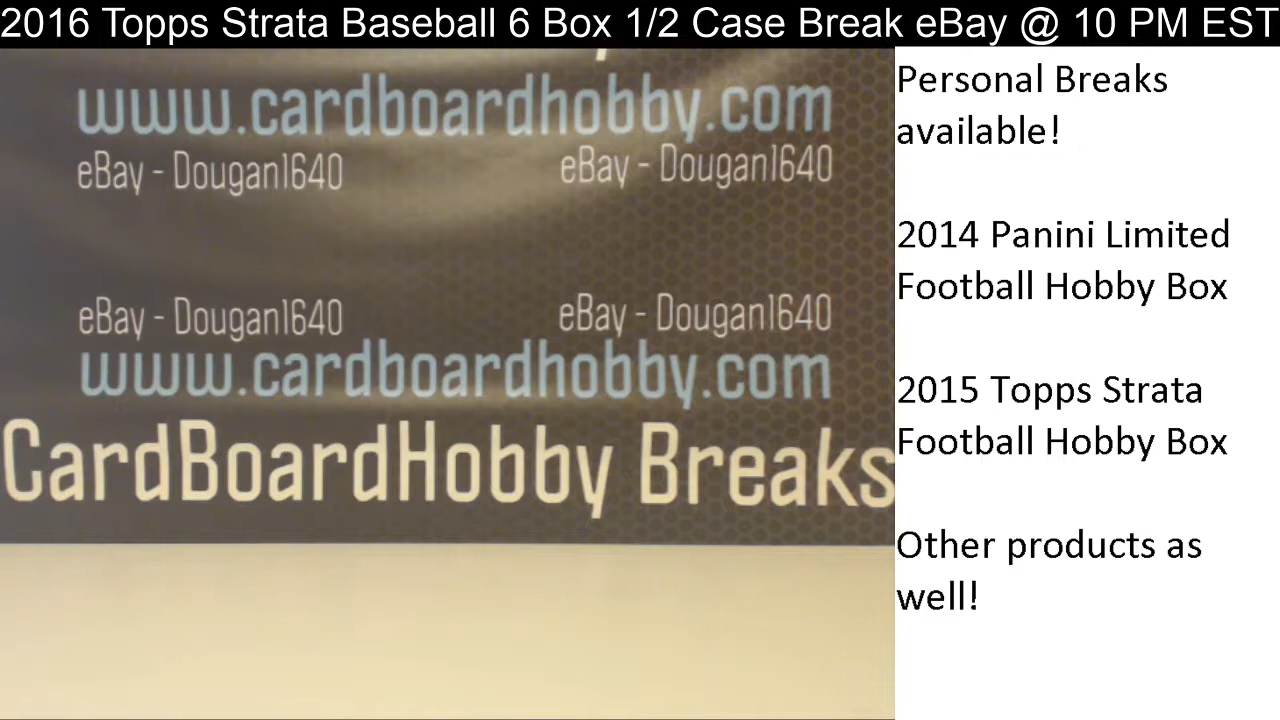 2016 Topps Strata Baseball 6 Box 1/2 Case Break eBay @ 10 PM EST
www.cardboardhobby.com
eBay - Dougan1640 eBay - Dougan1640
eBay - Dougan1640 eBay - Dougan1640
www.cardboardhobby.com
CardBoardHobby Breaks
Personal Breaks
available!
2014 Panini Limited
Football Hobby Box
2015 Topps Strata
Football Hobby Box
Other products as
well!